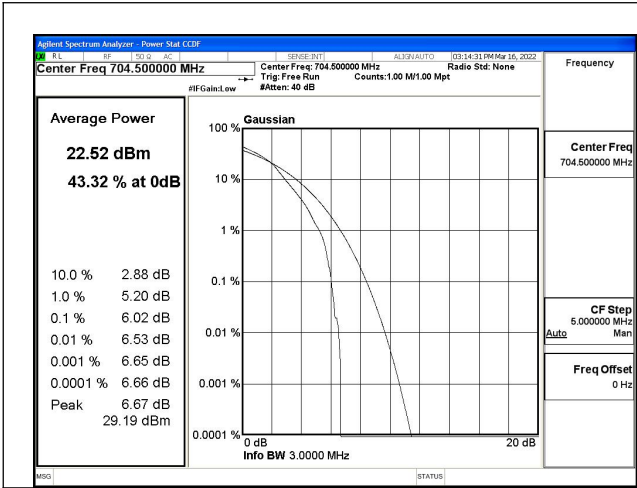 Agilent Spectrum Analyzer - Power Stat CCDF
RL RF 50 Ω AC SENSE:INT ALIGN AUTO 03:14:31 PM Mar 16, 2022
Center Freq 704.500000 MHz
Center Freq: 704.500000 MHz Radio Std: None
Trig: Free Run Counts:1.00 M/1.00 Mpt
#IFGain:Low #Atten: 40 dB
Average Power
22.52 dBm
43.32 % at 0dB
10.0 % 2.88 dB
1.0 % 5.20 dB
0.1 % 6.02 dB
0.01 % 6.53 dB
0.001 % 6.65 dB
0.0001 % 6.66 dB
Peak 6.67 dB
29.19 dBm
Gaussian
100 %
10 %
1 %
0.1 %
0.01 %
0.001 %
0.0001 %
0 dB 20 dB
Info BW 3.0000 MHz
Frequency
Center Freq
704.500000 MHz
CF Step
5.000000 MHz
Auto Man
Freq Offset
0 Hz
MSG STATUS